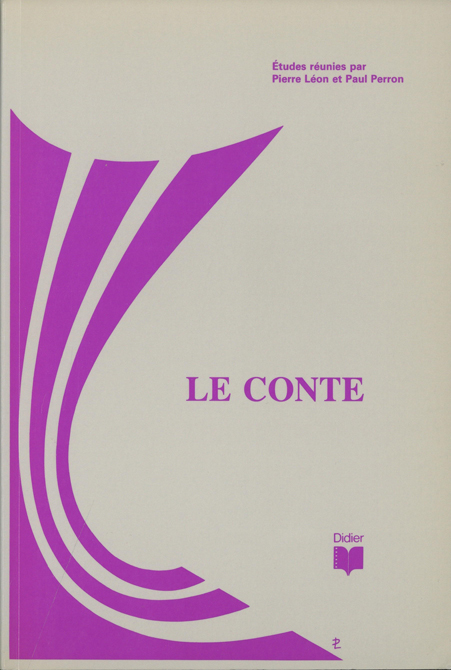 Études réunies par
Pierre Léon et Paul Perron
LE CONTE
Didier